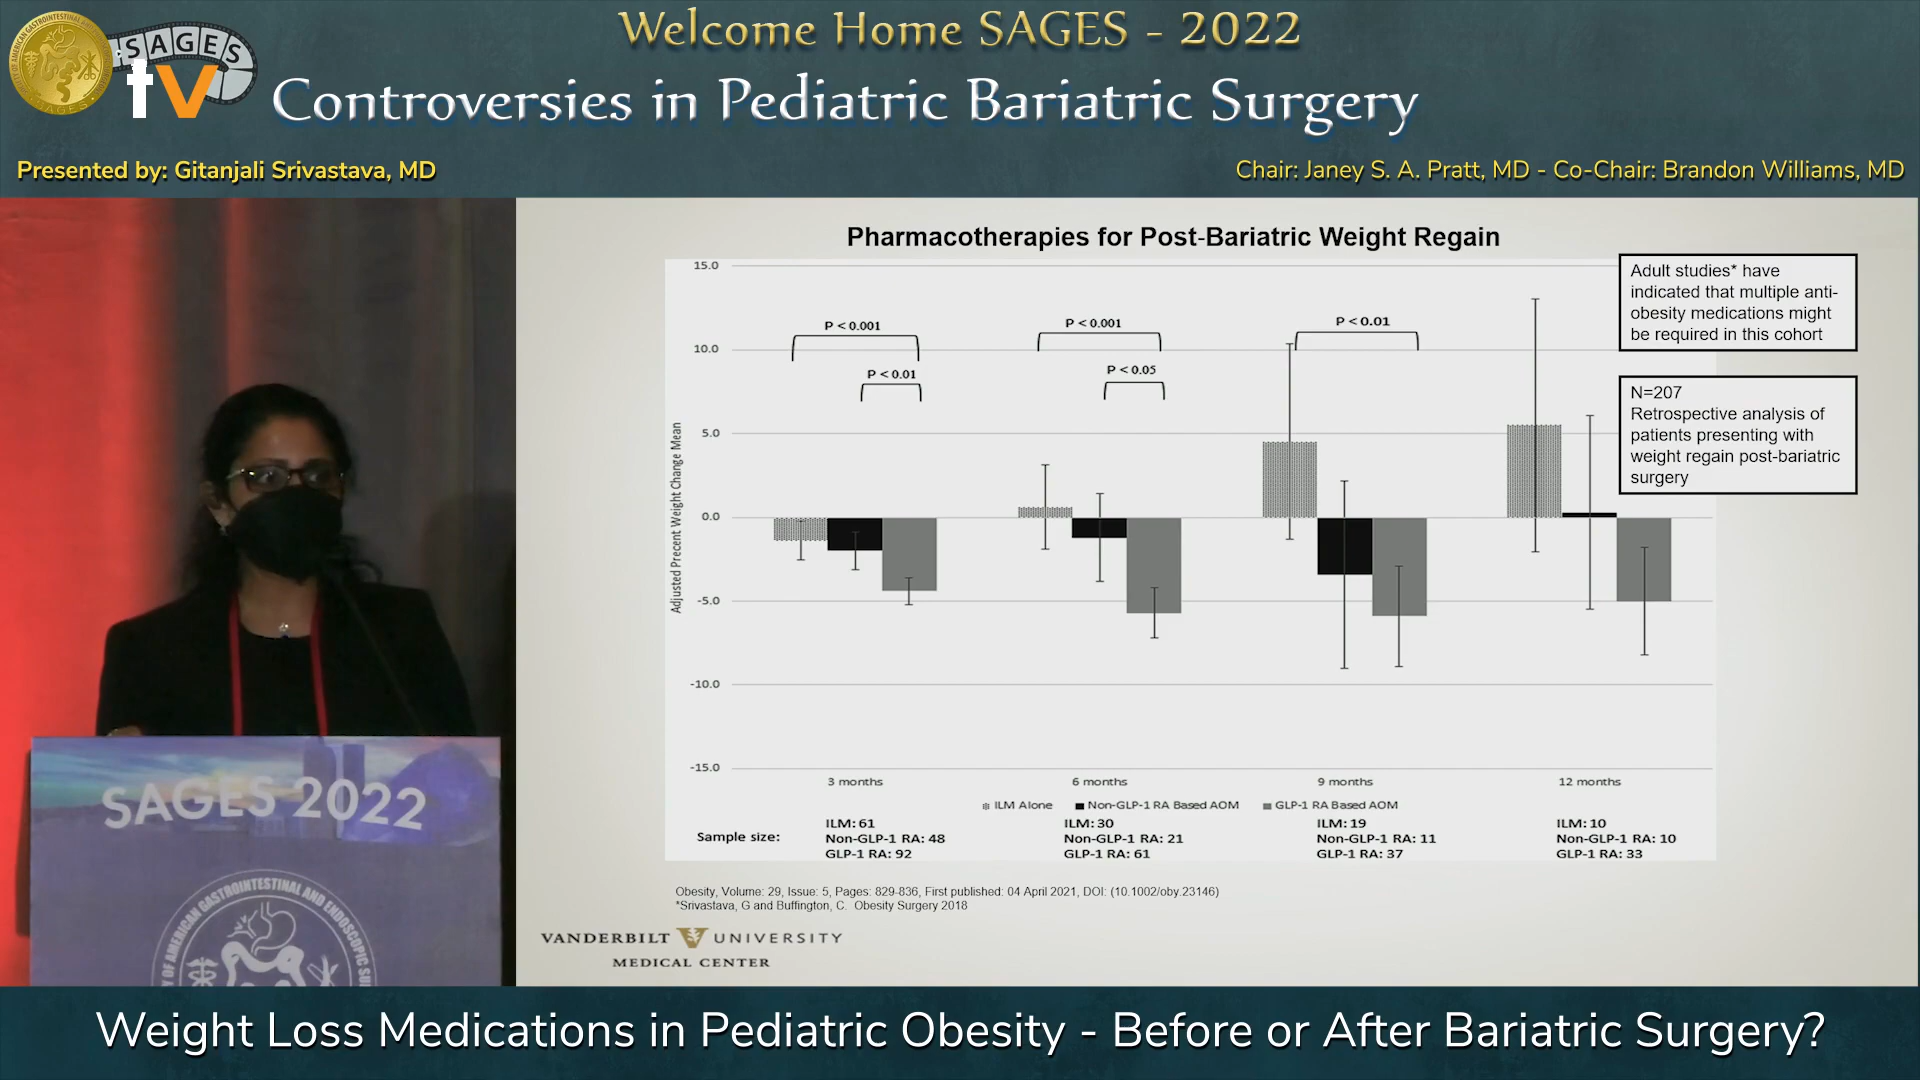 Welcome Home SAGES - 2022
SAGES
tv
Controversies in Pediatric Bariatric Surgery
Presented by: Gitanjali Srivastava, MD
Chair: Janey S. A. Pratt, MD - Co-Chair: Brandon Williams, MD
Pharmacotherapies for Post-Bariatric Weight Regain
Adult studies* have
indicated that multiple anti-
obesity medications might
be required in this cohort
N=207
Retrospective analysis of
patients presenting with
weight regain post-bariatric
surgery
Adjusted Precent Weight Change Mean
15.0
10.0
5.0
0.0
-5.0
-10.0
-15.0
P < 0.001
P < 0.01
P < 0.001
P < 0.05
P < 0.01
3 months
6 months
9 months
12 months
ILM Alone
Non-GLP-1 RA Based AOM
GLP-1 RA Based AOM
Sample size:
ILM: 61
Non-GLP-1 RA: 48
GLP-1 RA: 92
ILM: 30
Non-GLP-1 RA: 21
GLP-1 RA: 61
ILM: 19
Non-GLP-1 RA: 11
GLP-1 RA: 37
ILM: 10
Non-GLP-1 RA: 10
GLP-1 RA: 33
Obesity, Volume: 29, Issue: 5, Pages: 829-836, First published: 04 April 2021, DOI: (10.1002/oby.23146)
*Srivastava, G and Buffington, C. Obesity Surgery 2018
VANDERBILT UNIVERSITY
MEDICAL CENTER
SAGES 2022
OF AMERICAN GASTROINTESTINAL AND ENDOSCOPIC
Weight Loss Medications in Pediatric Obesity - Before or After Bariatric Surgery?